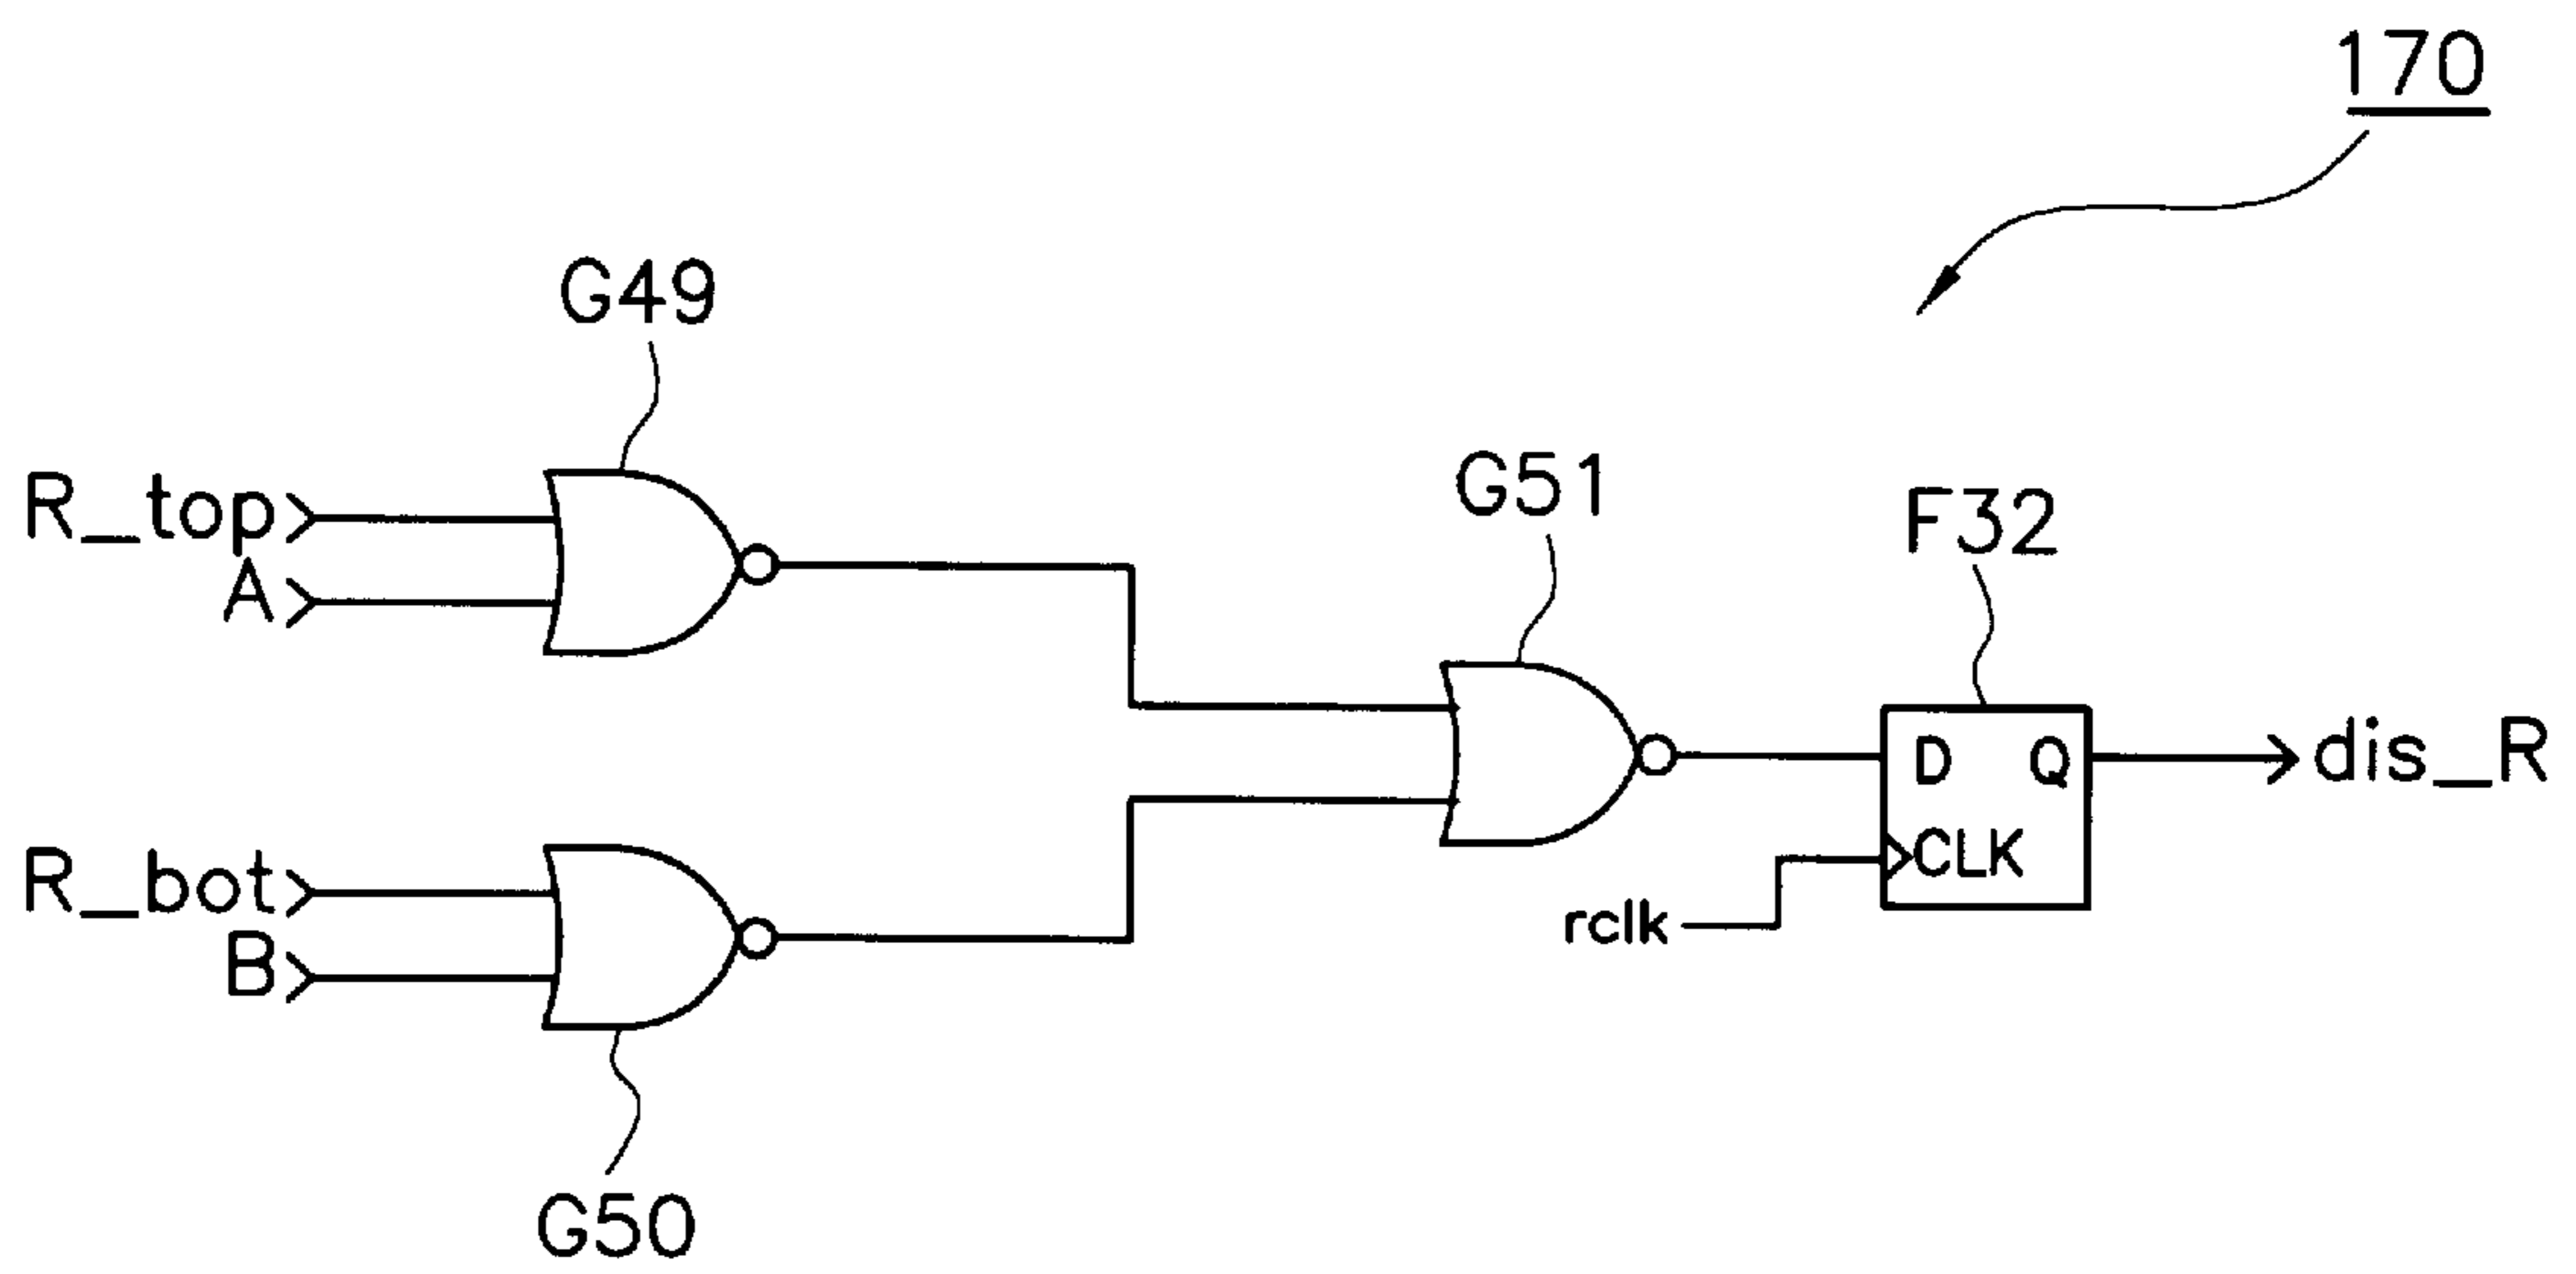 170
G49
R_top
A
G51
F32
D Q
dis_R
CLK
rclk
R_bot
B
G50